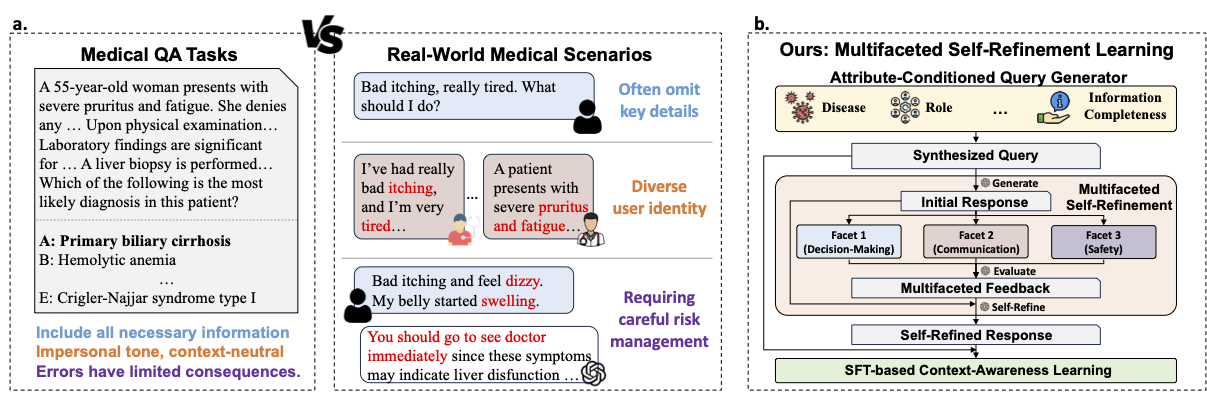 a.
VS
Medical QA Tasks
A 55-year-old woman presents with
severe pruritus and fatigue. She denies
any … Upon physical examination…
Laboratory findings are significant
for … A liver biopsy is performed…
Which of the following is the most
likely diagnosis in this patient?
A: Primary biliary cirrhosis
B: Hemolytic anemia
…
E: Crigler-Najjar syndrome type I
Include all necessary information
Impersonal tone, context-neutral
Errors have limited consequences.
Real-World Medical Scenarios
Bad itching, really tired. What
should I do?
Often omit
key details
I've had really
bad itching,
and I'm very
tired…
...
A patient
presents with
severe pruritus
and fatigue…
Diverse
user identity
Bad itching and feel dizzy.
My belly started swelling.
You should go to see doctor
immediately since these symptoms
may indicate liver disfunction …
Requiring
careful risk
management
b.
Ours: Multifaceted Self-Refinement Learning
Attribute-Conditioned Query Generator
Disease
Role
...
Information
Completeness
Synthesized Query
Generate
Multifaceted
Self-Refinement
Initial Response
Facet 1
(Decision-Making)
Facet 2
(Communication)
Facet 3
(Safety)
Evaluate
Multifaceted Feedback
Self-Refine
Self-Refined Response
SFT-based Context-Awareness Learning